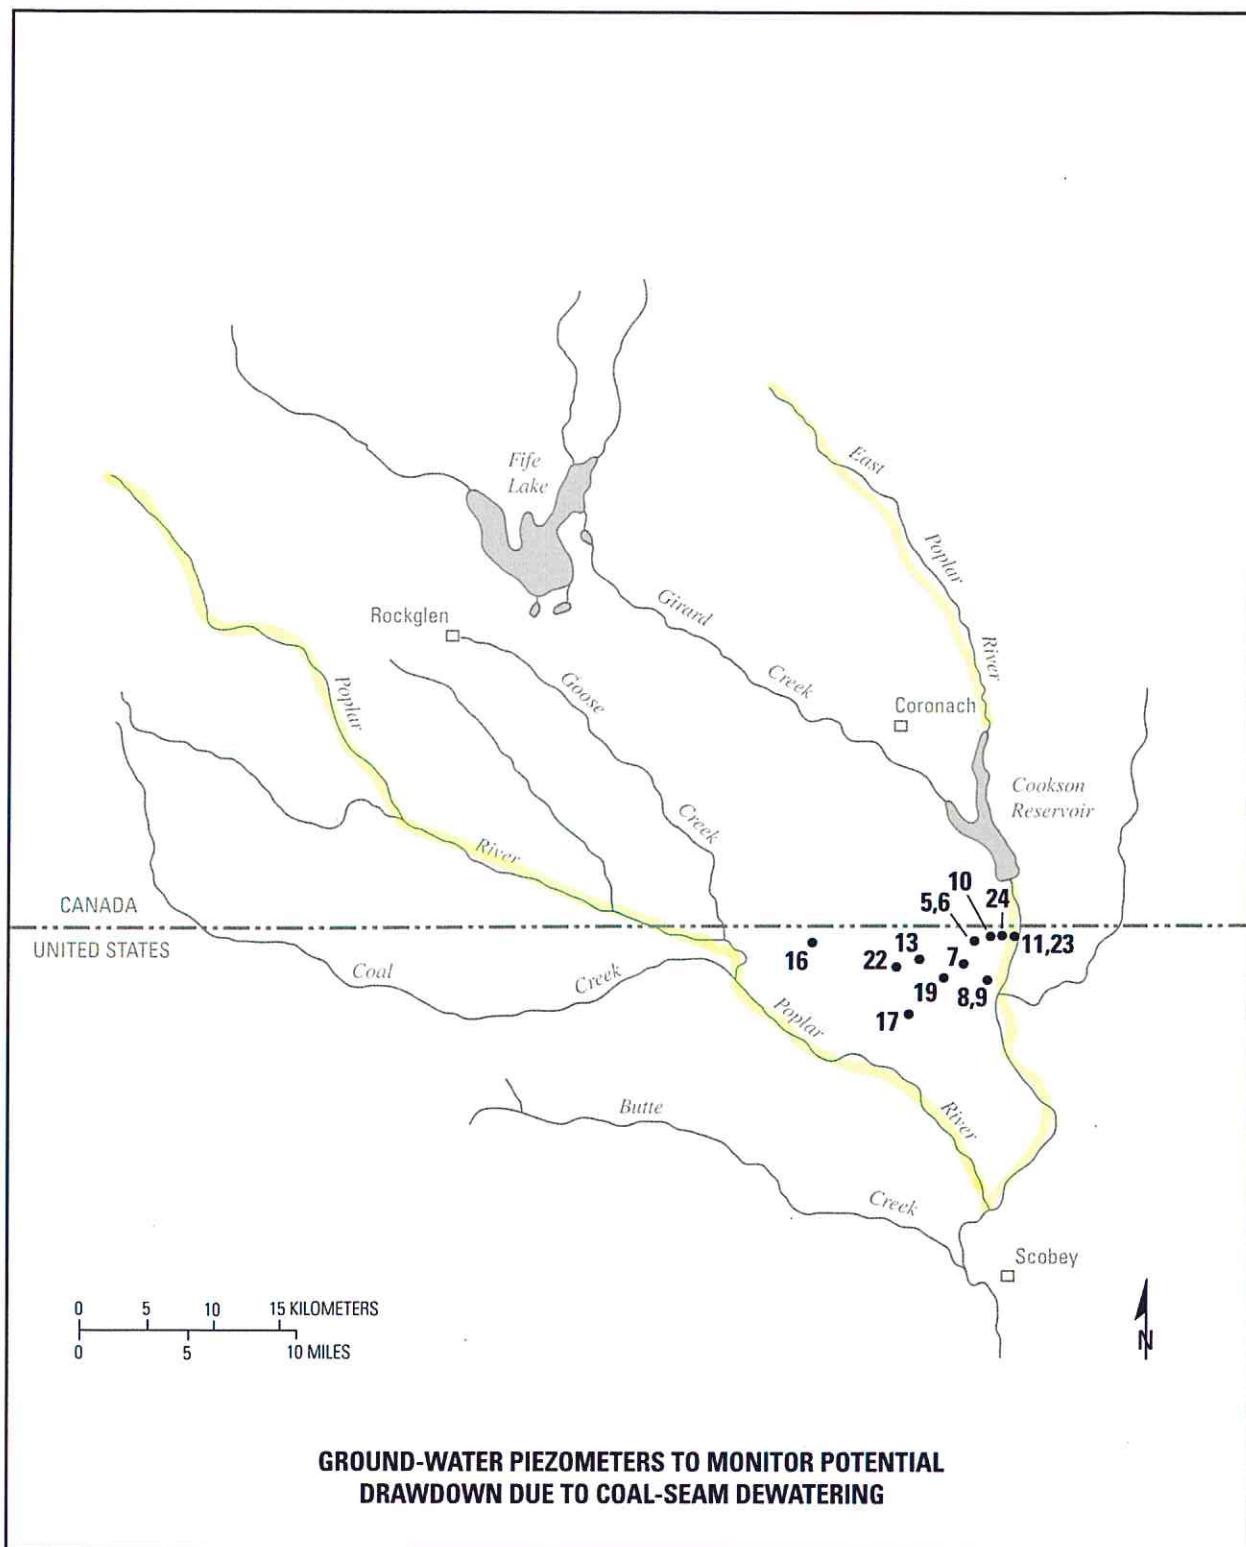 Fife
Lake
East
Poplar
River
Girard
Creek
Rockglen
Goose
Creek
Coronach
Cookson
Reservoir
Poplar
River
CANADA
UNITED STATES
10
5,6
24
11,23
13
7
22
16
19
8,9
17
Coal
Creek
Poplar
River
Butte
Creek
Scobey
0 5 10 15 KILOMETERS
0 5 10 MILES
N
GROUND-WATER PIEZOMETERS TO MONITOR POTENTIAL
DRAWDOWN DUE TO COAL-SEAM DEWATERING